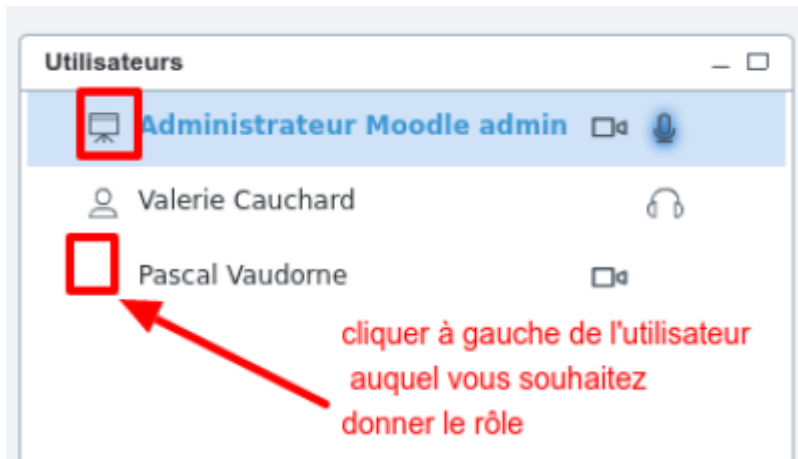 Utilisateurs
Administrateur Moodle admin
Valerie Cauchard
Pascal Vaudorne
cliquer à gauche de l'utilisateur
auquel vous souhaitez
donner le rôle